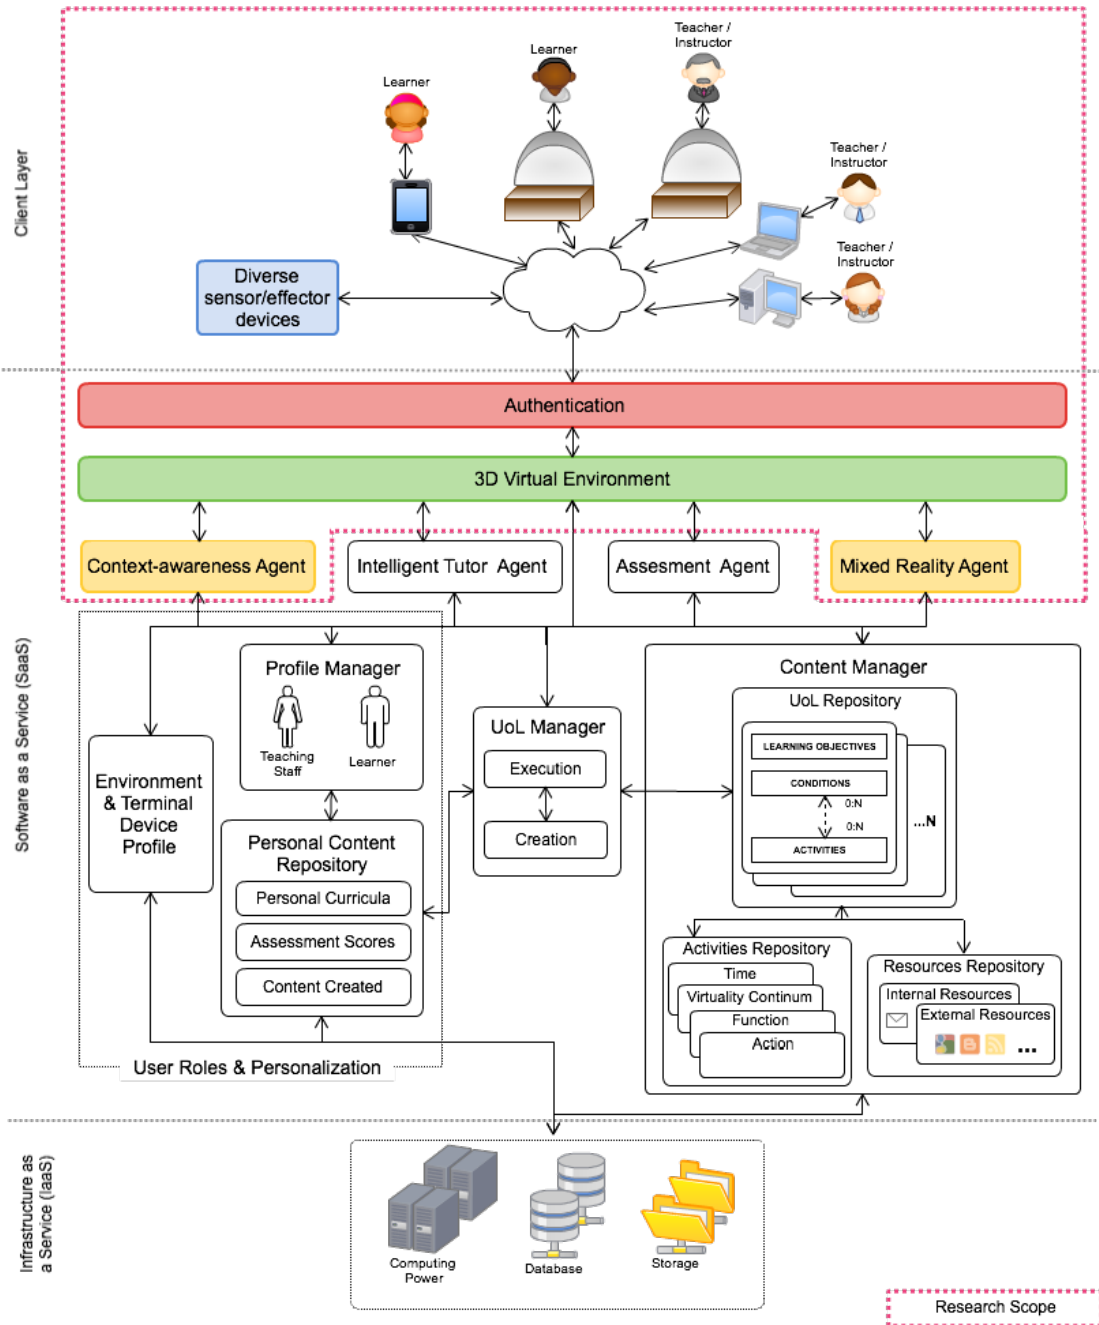 Client Layer
Teacher /
Instructor
Learner
Learner
Teacher /
Instructor
Teacher /
Instructor
Diverse
sensor/effector
devices
Authentication
3D Virtual Environment
Context-awareness Agent
Intelligent Tutor Agent
Assesment Agent
Mixed Reality Agent
Software as a Service (SaaS)
Profile Manager
Teaching
Staff
Learner
Environment
& Terminal
Device
Profile
Personal Content
Repository
Personal Curricula
Assessment Scores
Content Created
User Roles & Personalization
UoL Manager
Execution
Creation
Content Manager
UoL Repository
LEARNING OBJECTIVES
CONDITIONS
0:N
0:N
ACTIVITIES
...N
Activities Repository
Time
Virtuality Continum
Function
Action
Resources Repository
Internal Resources
External Resources
...
Infrastructure as
a Service (IaaS)
Computing
Power
Database
Storage
Research Scope